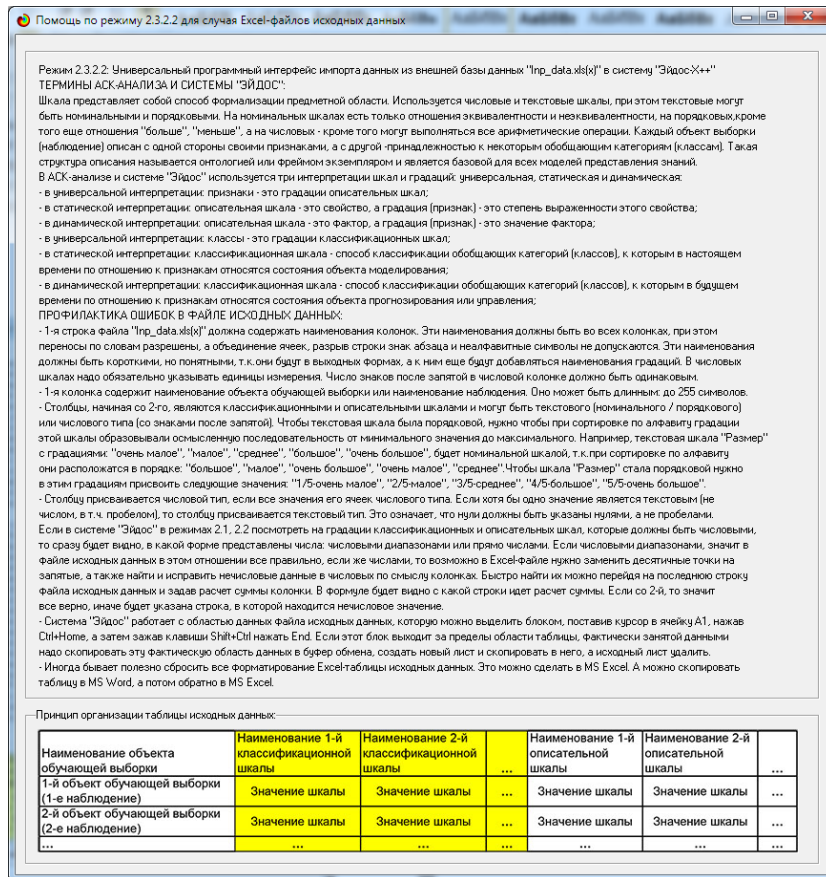 Помощь по режиму 2.3.2.2 для случая Excel-файлов исходных данных
Режим 2.3.2.2: Универсальный программный интерфейс импорта данных из внешней базы данных "Inp_data.xls(x)" в систему "Эйдос-X++"
ТЕРМИНЫ АСК-АНАЛИЗА И СИСТЕМЫ "ЭЙДОС":
Шкала представляет собой способ формализации предметной области. Используется числовые и текстовые шкалы, при этом текстовые могут
быть номинальными и порядковыми. На номинальных шкалах есть только отношения эквивалентности и неэквивалентности, на порядковых,кроме
того еще отношения "больше", "меньше", а на числовых - кроме того могут выполняться все арифметические операции. Каждый объект выборки
(наблюдение) описан с одной стороны своими признаками, а с другой -принадлежностью к некоторым обобщающим категориям (классам). Такая
структура описания называется онтологией или фреймом экземпляром и является базовой для всех моделей представления знаний.
В АСК-анализе и системе "Эйдос" используется три интерпретации шкал и градаций: универсальная, статическая и динамическая:
- в универсальной интерпретации: признаки - это градации описательных шкал;
- в статической интерпретации: описательная шкала - это свойство, а градация (признак) - это степень выраженности этого свойства;
- в динамической интерпретации: описательная шкала - это фактор, а градация (признак) - это значение фактора;
- в универсальной интерпретации: классы - это градации классификационных шкал;
- в статической интерпретации: классификационная шкала - способ классификации обобщающих категорий (классов), к которым в настоящем
времени по отношению к признакам относятся состояния объекта моделирования;
- в динамической интерпретации: классификационная шкала - способ классификации обобщающих категорий (классов), к которым в будущем
времени по отношению к признакам относятся состояния объекта прогнозирования или управления;
ПРОФИЛАКТИКА ОШИБОК В ФАЙЛЕ ИСХОДНЫХ ДАННЫХ:
- 1-я строка файла "Inp_data.xls(x)" должна содержать наименования колонок. Эти наименования должны быть во всех колонках, при этом
переносы по словам разрешены, а объединение ячеек, разрыв строки знак абзаца и неалфавитные символы не допускаются. Эти наименования
должны быть короткими, но понятными, т.к.они будут в выходных формах, а к ним еще будут добавляться наименования градаций. В числовых
шкалах надо обязательно указывать единицы измерения. Число знаков после запятой в числовой колонке должно быть одинаковым.
- 1-я колонка содержит наименование объекта обучающей выборки или наименование наблюдения. Оно может быть длинным: до 255 символов.
- Столбцы, начиная со 2-го, являются классификационными и описательными шкалами и могут быть текстового (номинального / порядкового)
или числового типа (со знаками после запятой). Чтобы текстовая шкала была порядковой, нужно чтобы при сортировке по алфавиту градации
этой шкалы образовывали осмысленную последовательность от минимального значения до максимального. Например, текстовая шкала "Размер"
с градациями: "очень малое", "малое", "среднее", "большое", "очень большое", будет номинальной шкалой, т.к.при сортировке по алфавиту
они расположатся в порядке: "большое", "малое", "очень большое", "очень малое", "среднее".Чтобы шкала "Размер" стала порядковой нужно
в этим градациям присвоить следующие значения: "1/5-очень малое", "2/5-малое", "3/5-среднее", "4/5-большое", "5/5-очень большое".
- Столбцу присваивается числовой тип, если все значения его ячеек числового типа. Если хотя бы одно значение является текстовым (не
числом, в т.ч. пробелом), то столбцу присваивается текстовый тип. Это означает, что нули должны быть указаны нулями, а не пробелами.
Если в системе "Эйдос" в режимах 2.1, 2.2 посмотреть на градации классификационных и описательных шкал, которые должны быть числовыми,
то сразу будет видно, в какой форме представлены числа: числовыми диапазонами или прямо числами. Если числовыми диапазонами, значит в
файле исходных данных в этом отношении все правильно, если же числами, то возможно в Excel-файле нужно заменить десятичные точки на
запятые, а также найти и исправить нечисловые данные в числовых по смыслу колонках. Быстро найти их можно перейдя на последнюю строку
файла исходных данных и задав расчет суммы колонки. В формуле будет видно с какой строки идет расчет суммы. Если со 2-й, то значит
все верно, иначе будет указана строка, в которой находится нечисловое значение.
- Система "Эйдос" работает с областью данных файла исходных данных, которую можно выделить блоком, поставив курсор в ячейку A1, нажав
Ctrl+Home, а затем зажав клавиши Shift+Ctrl нажать End. Если этот блок выходит за пределы области таблицы, фактически занятой данными
надо скопировать эту фактическую область данных в буфер обмена, создать новый лист и скопировать в него, а исходный лист удалить.
- Иногда бывает полезно сбросить все форматирование Excel-таблицы исходных данных. Это можно сделать в MS Excel. А можно скопировать
таблицу в MS Word, а потом обратно в MS Excel.
Принцип организации таблицы исходных данных:
Наименование объекта обучающей выборки | Наименование 1-й классификационной шкалы | Наименование 2-й классификационной шкалы | ... | Наименование 1-й описательной шкалы | Наименование 2-й описательной шкалы | ...
1-й объект обучающей выборки (1-е наблюдение) | Значение шкалы | Значение шкалы | ... | Значение шкалы | Значение шкалы | ...
2-й объект обучающей выборки (2-е наблюдение) | Значение шкалы | Значение шкалы | ... | Значение шкалы | Значение шкалы | ...
... | ... | ... | ... | ... | ... | ...